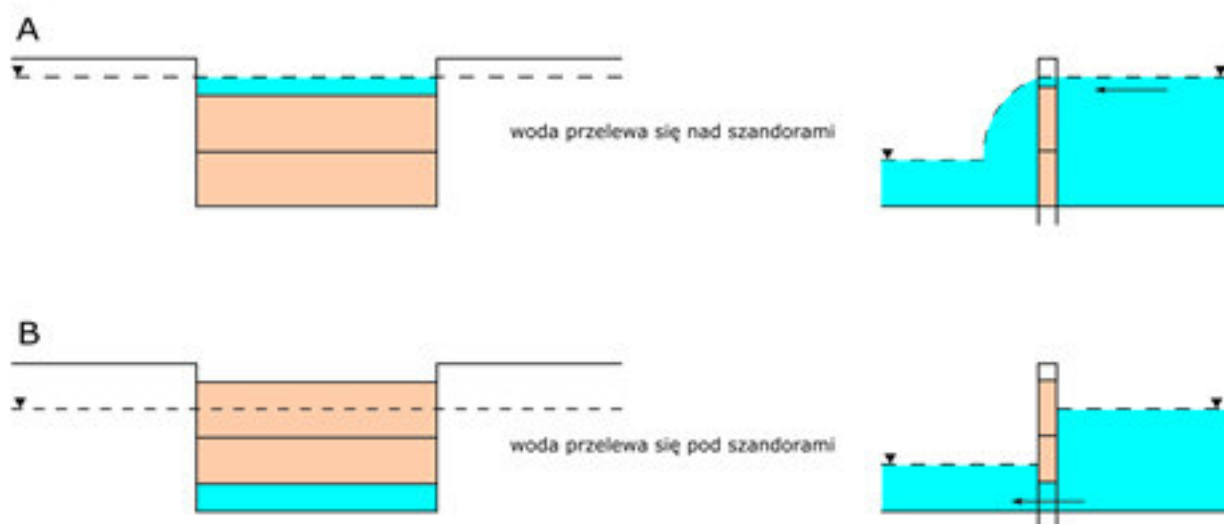 A
woda przelewa się nad szandorami
B
woda przelewa się pod szandorami